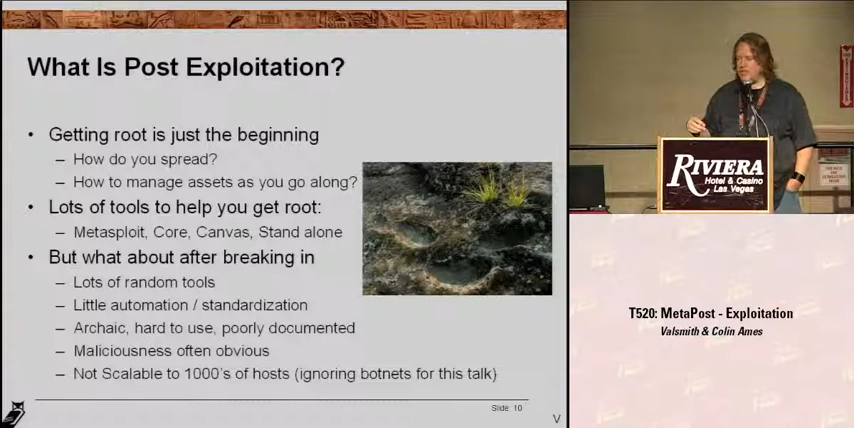 What Is Post Exploitation?
• Getting root is just the beginning
– How do you spread?
– How to manage assets as you go along?
• Lots of tools to help you get root:
– Metasploit, Core, Canvas, Stand alone
• But what about after breaking in
– Lots of random tools
– Little automation / standardization
– Archaic, hard to use, poorly documented
– Maliciousness often obvious
– Not Scalable to 1000's of hosts (ignoring botnets for this talk)
Slide: 10
V
RIVIERA
Hotel & Casino
Las Vegas
T520: MetaPost - Exploitation
Valsmith & Colin Ames